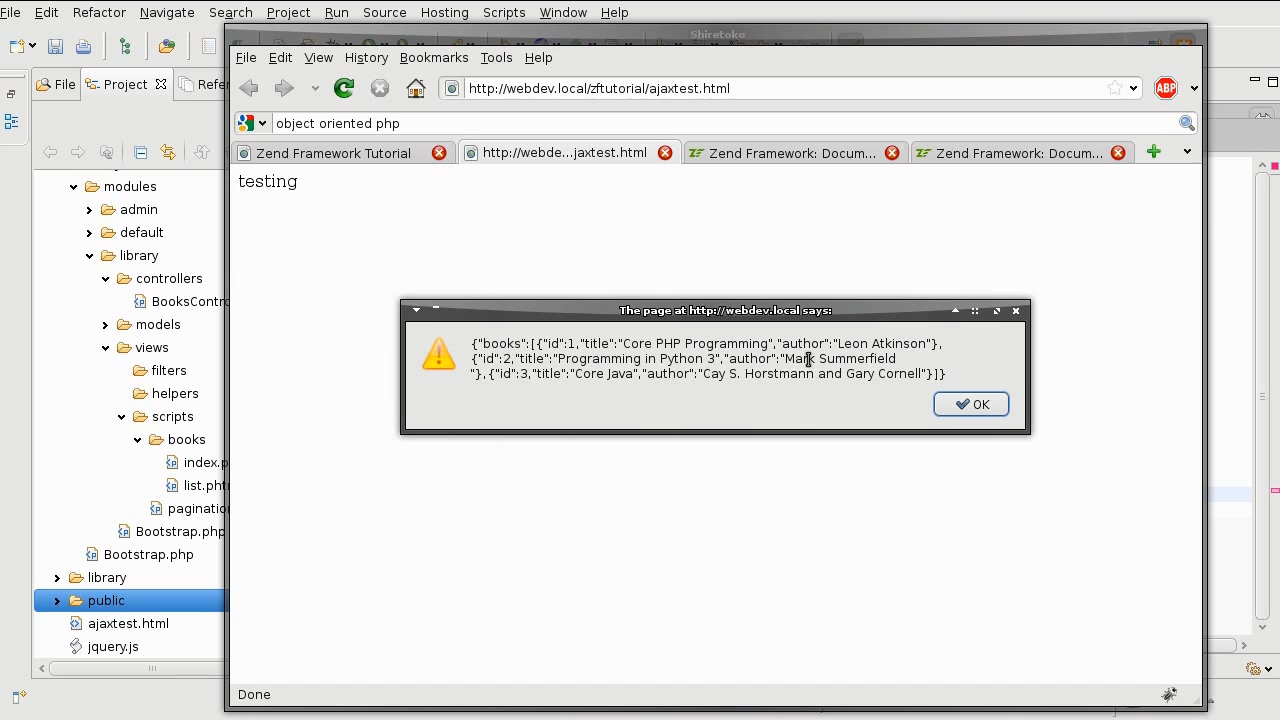 File Edit Refactor Navigate Search Project Run Source Hosting Scripts Window Help
Shiretoko
File Edit View History Bookmarks Tools Help
http://webdev.local/zftutorial/ajaxtest.html
ABP
object oriented php
Zend Framework Tutorial
http://webde...jaxtest.html
Zend Framework: Docum...
Zend Framework: Docum...
testing
File
Project
Refer
modules
admin
default
library
controllers
BooksContro
models
views
filters
helpers
scripts
books
index.p
list.pht
paginatio
Bootstrap.php
Bootstrap.php
library
public
ajaxtest.html
jquery.js
The page at http://webdev.local says:
{"books":[{"id":1,"title":"Core PHP Programming","author":"Leon Atkinson"},
{"id":2,"title":"Programming in Python 3","author":"Mark Summerfield
"},{"id":3,"title":"Core Java","author":"Cay S. Horstmann and Gary Cornell"}]}
OK
Done